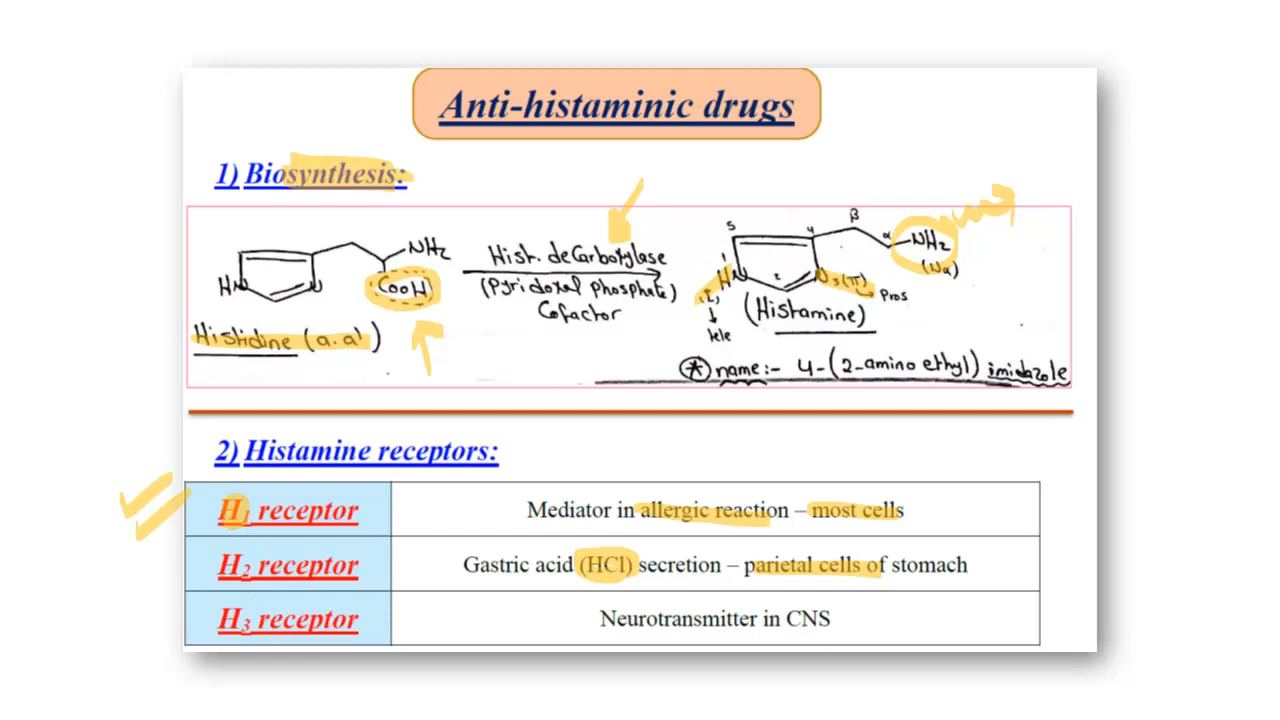 Anti-histaminic drugs
1) Biosynthesis:
HN N NH2 COOH
Histidine (a.a)
Hist. deCarboxylase
(Pyridoxal phosphate)
Cofactor
5 4 β α NH2
(Nα)
1 HN 2 N 3 (π)
Pros
(τ)
tele
(Histamine)
* name:- 4-(2-amino ethyl) imidazole
2) Histamine receptors:
H1 receptor Mediator in allergic reaction – most cells
H2 receptor Gastric acid (HCl) secretion – parietal cells of stomach
H3 receptor Neurotransmitter in CNS